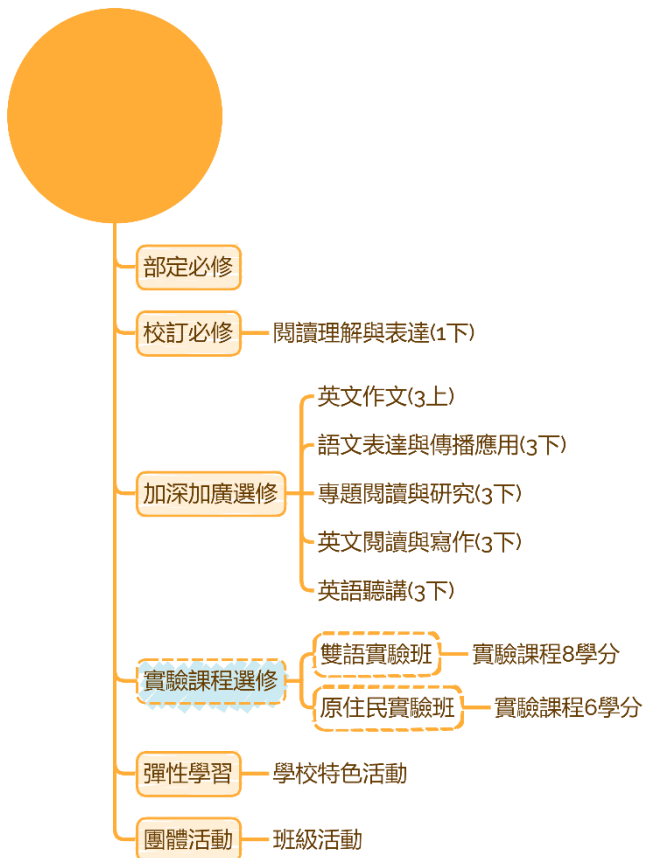 部定必修
校訂必修
閱讀理解與表達(1下)
加深加廣選修
英文作文(3上)
語文表達與傳播應用(3下)
專題閱讀與研究(3下)
英文閱讀與寫作(3下)
英語聽講(3下)
實驗課程選修
雙語實驗班
實驗課程8學分
原住民實驗班
實驗課程6學分
彈性學習
學校特色活動
團體活動
班級活動